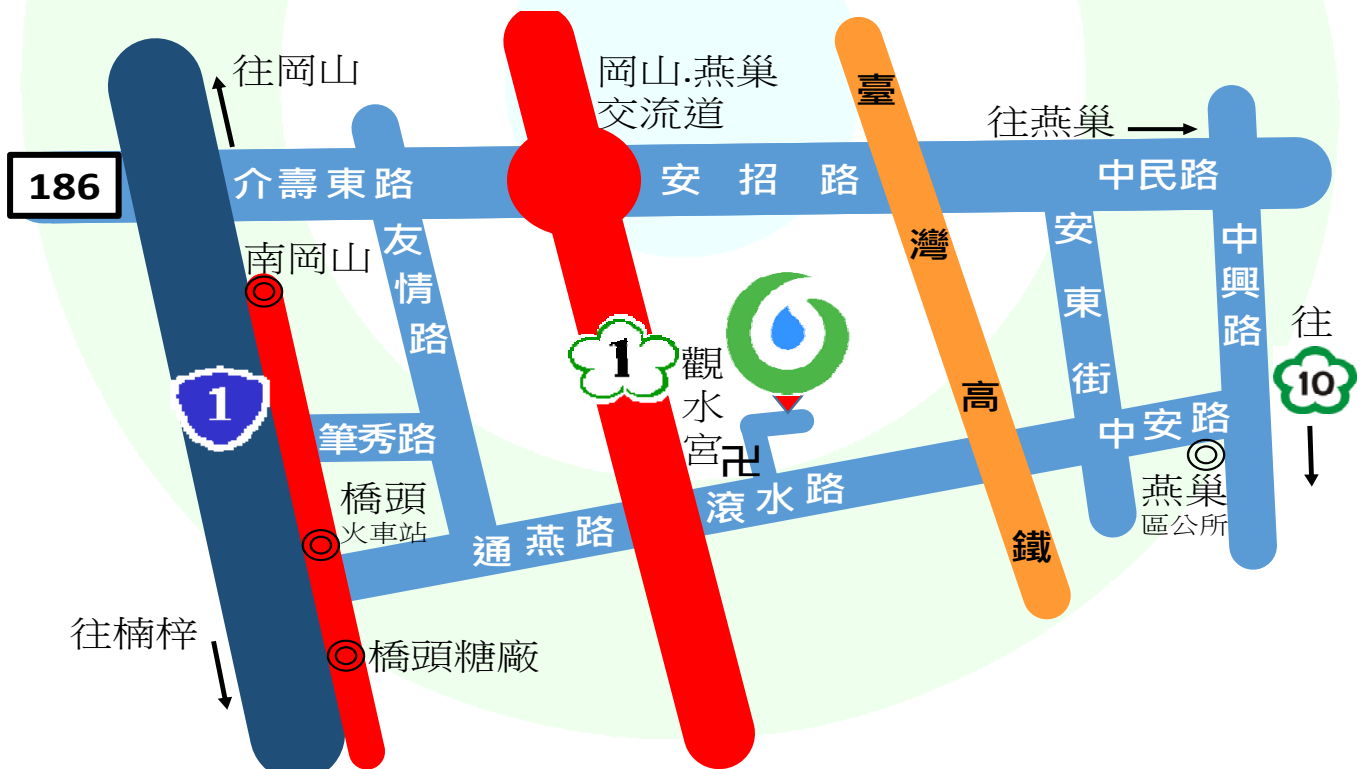 往岡山
岡山.燕巢
交流道
往燕巢
186
介壽東路
安招路
中民路
臺灣高鐵
南岡山
友情路
安東街
中興路
往
10
1
1
觀水宮
卍
筆秀路
中安路
橋頭
火車站
滾水路
燕巢
區公所
通燕路
往楠梓
橋頭糖廠